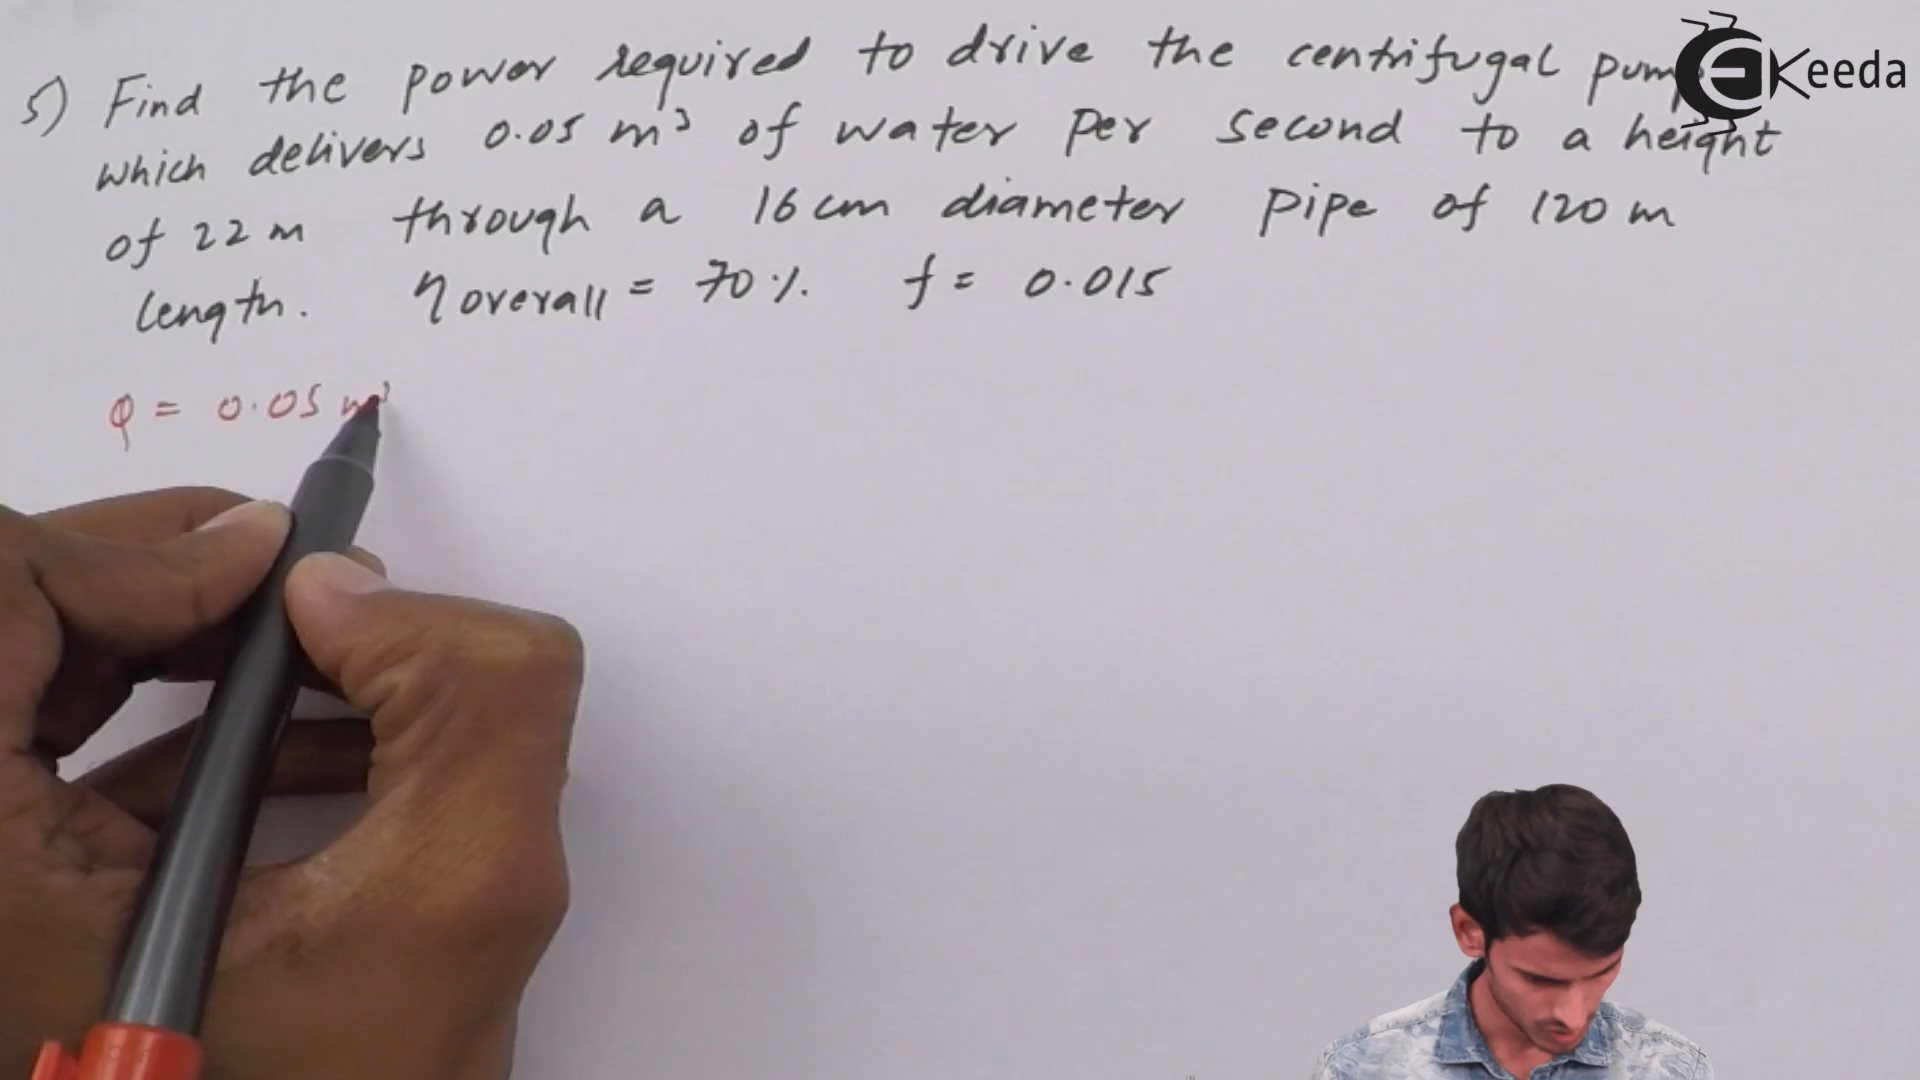 5) Find the power required to drive the centrifugal pump
which delivers 0.05 m³ of water per second to a height
of 22 m through a 16 cm diameter pipe of 120 m
length. η overall = 70 %. f = 0.015
Q = 0.05 m³
Keeda